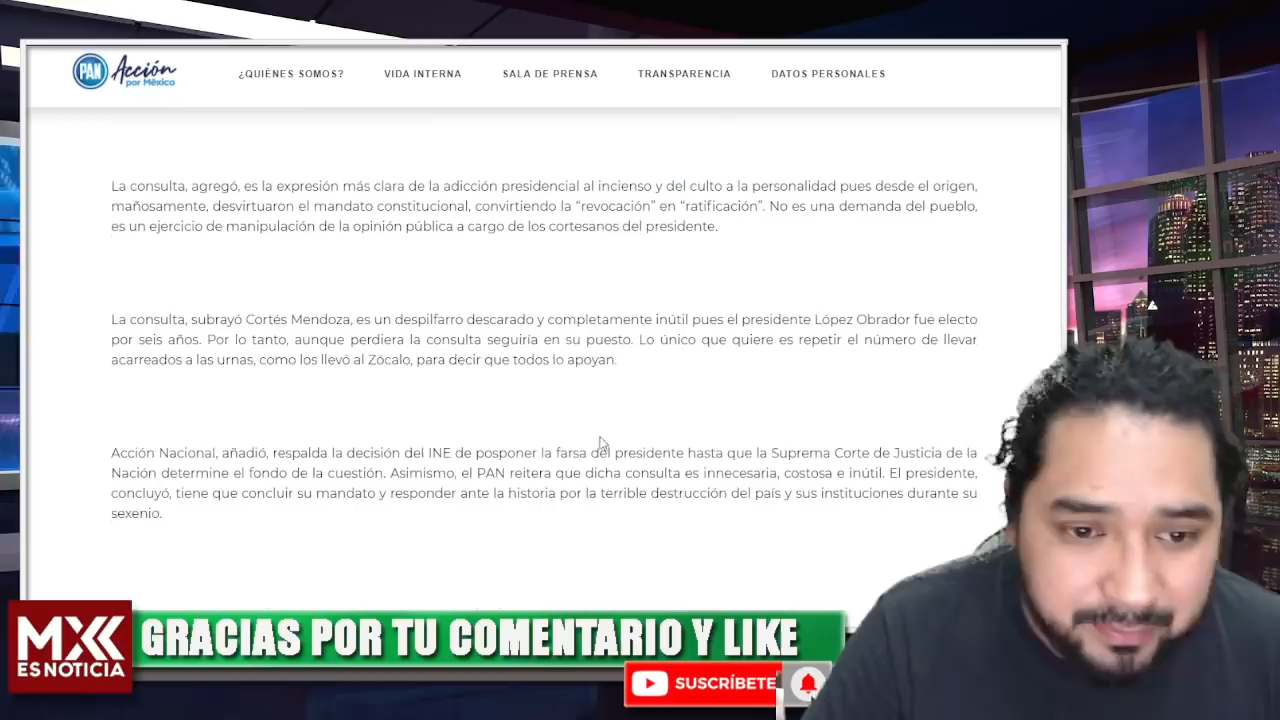 PAN Acción
por México
¿QUIÉNES SOMOS? VIDA INTERNA SALA DE PRENSA TRANSPARENCIA DATOS PERSONALES
La consulta, agregó, es la expresión más clara de la adicción presidencial al incienso y del culto a la personalidad pues desde el origen,
mañosamente, desvirtuaron el mandato constitucional, convirtiendo la “revocación” en “ratificación”. No es una demanda del pueblo,
es un ejercicio de manipulación de la opinión pública a cargo de los cortesanos del presidente.
La consulta, subrayó Cortés Mendoza, es un despilfarro descarado y completamente inútil pues el presidente López Obrador fue electo
por seis años. Por lo tanto, aunque perdiera la consulta seguiría en su puesto. Lo único que quiere es repetir el número de llevar
acarreados a las urnas, como los llevó al Zócalo, para decir que todos lo apoyan.
Acción Nacional, añadió, respalda la decisión del INE de posponer la farsa del presidente hasta que la Suprema Corte de Justicia de la
Nación determine el fondo de la cuestión. Asimismo, el PAN reitera que dicha consulta es innecesaria, costosa e inútil. El presidente,
concluyó, tiene que concluir su mandato y responder ante la historia por la terrible destrucción del país y sus instituciones durante su
sexenio.
MX
ES NOTICIA
GRACIAS POR TU COMENTARIO Y LIKE
SUSCRÍBETE